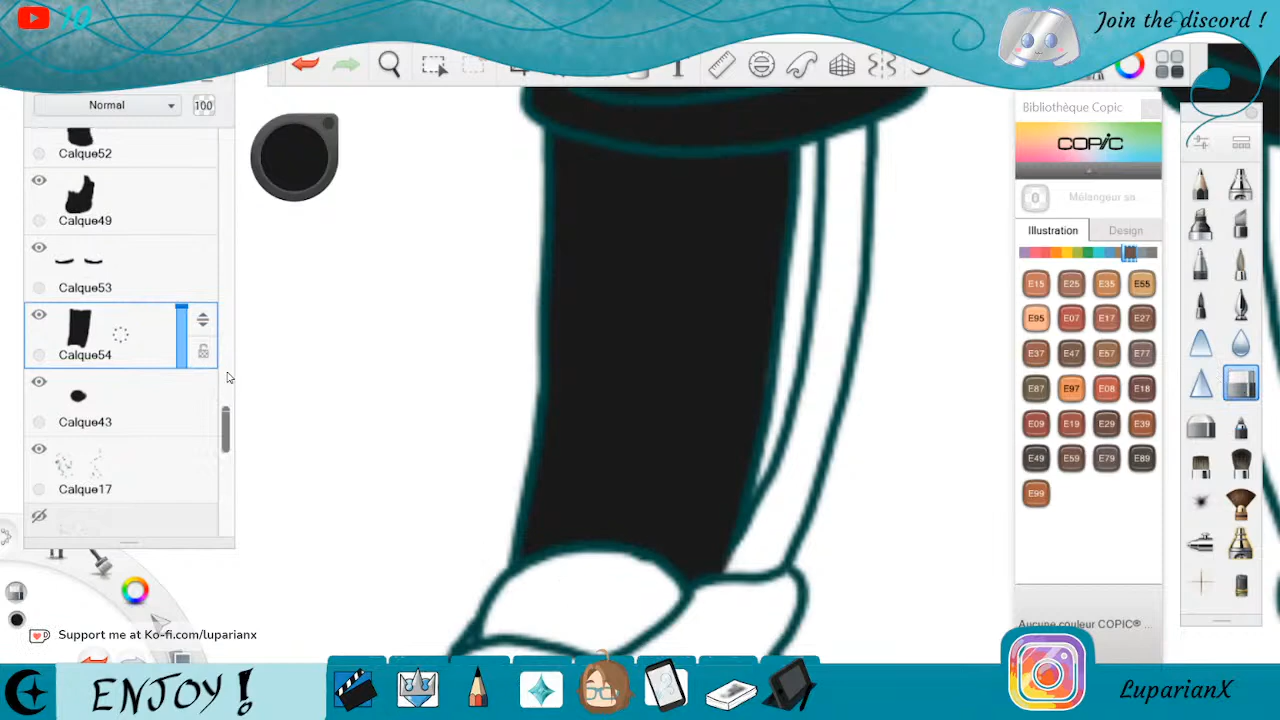 10
Join the discord !
Normal
100
Calque52
Calque49
Calque53
Calque54
Calque43
Calque17
Bibliothèque Copic
COPIC
0
Mélangeur sa...
Illustration
Design
E15 E25 E35 E55
E95 E07 E17 E27
E37 E47 E57 E77
E87 E97 E08 E18
E09 E19 E29 E39
E49 E59 E79 E89
E99
Aucune couleur COPIC® ...
Support me at Ko-fi.com/luparianx
ENJOY !
LuparianX